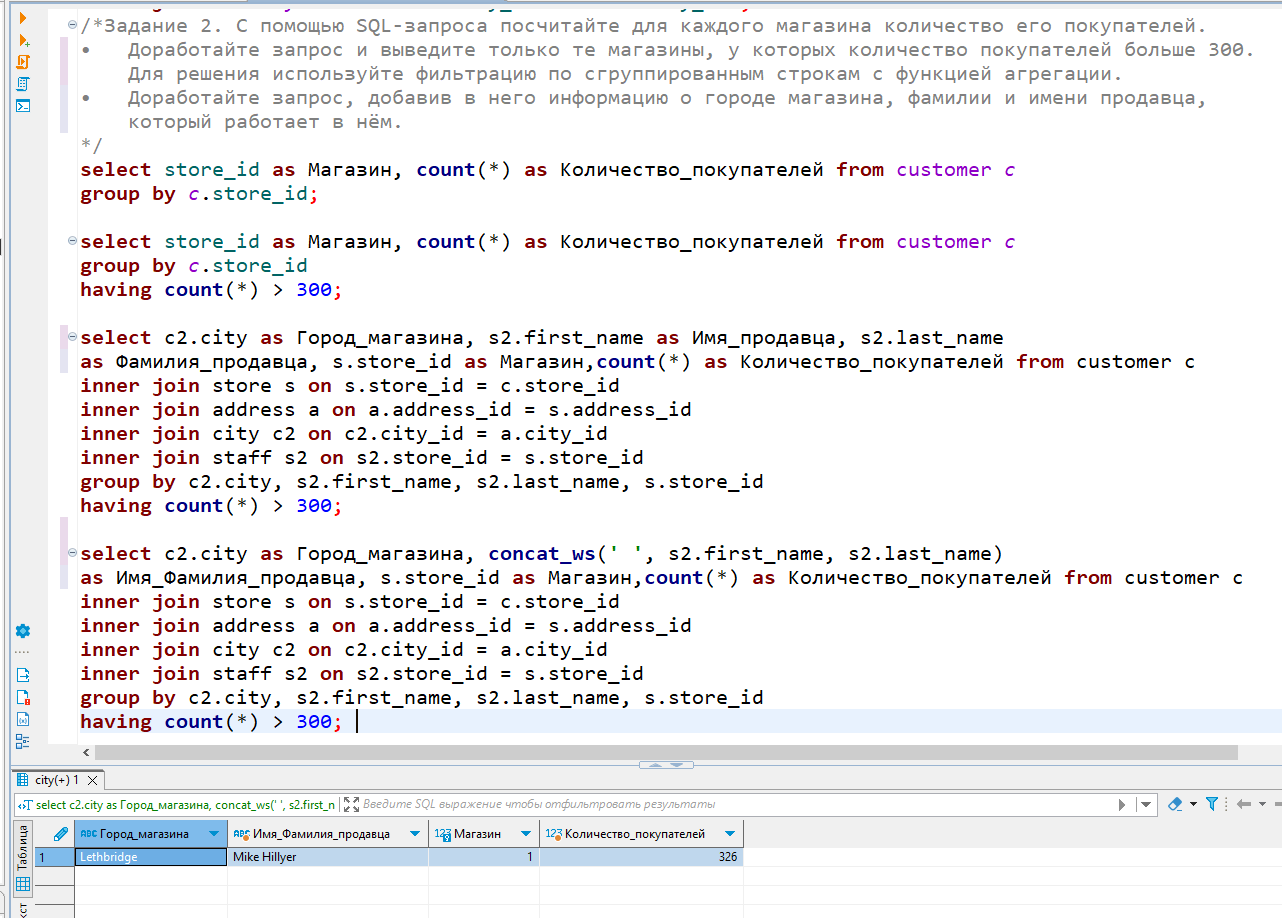 /*Задание 2. С помощью SQL-запроса посчитайте для каждого магазина количество его покупателей.
• Доработайте запрос и выведите только те магазины, у которых количество покупателей больше 300.
Для решения используйте фильтрацию по сгруппированным строкам с функцией агрегации.
• Доработайте запрос, добавив в него информацию о городе магазина, фамилии и имени продавца,
который работает в нём.
*/
select store_id as Магазин, count(*) as Количество_покупателей from customer c
group by c.store_id;
select store_id as Магазин, count(*) as Количество_покупателей from customer c
group by c.store_id
having count(*) > 300;
select c2.city as Город_магазина, s2.first_name as Имя_продавца, s2.last_name
as Фамилия_продавца, s.store_id as Магазин,count(*) as Количество_покупателей from customer c
inner join store s on s.store_id = c.store_id
inner join address a on a.address_id = s.address_id
inner join city c2 on c2.city_id = a.city_id
inner join staff s2 on s2.store_id = s.store_id
group by c2.city, s2.first_name, s2.last_name, s.store_id
having count(*) > 300;
select c2.city as Город_магазина, concat_ws(' ', s2.first_name, s2.last_name)
as Имя_Фамилия_продавца, s.store_id as Магазин,count(*) as Количество_покупателей from customer c
inner join store s on s.store_id = c.store_id
inner join address a on a.address_id = s.address_id
inner join city c2 on c2.city_id = a.city_id
inner join staff s2 on s2.store_id = s.store_id
group by c2.city, s2.first_name, s2.last_name, s.store_id
having count(*) > 300;
city(+) 1
select c2.city as Город_магазина, concat_ws(' ', s2.first_n
Введите SQL выражение чтобы отфильтровать результаты
Таблица
ABC Город_магазина ABC Имя_Фамилия_продавца 123 Магазин 123 Количество_покупателей
1 Lethbridge Mike Hillyer 1 326